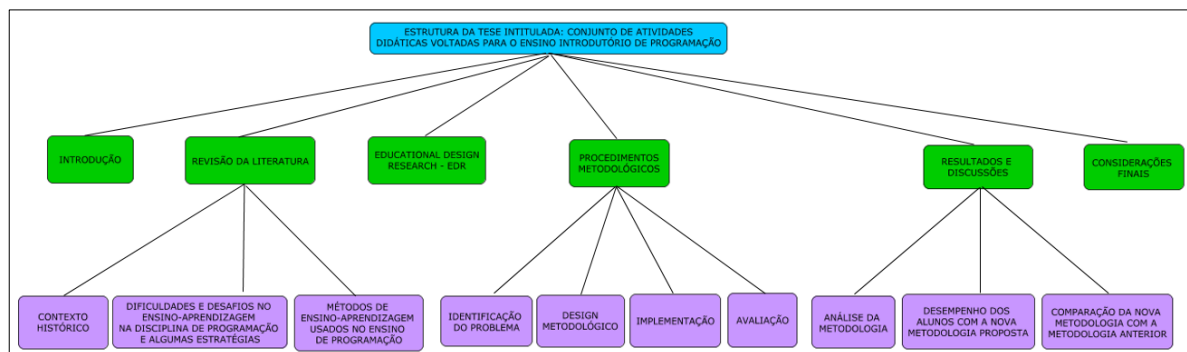 ESTRUTURA DA TESE INTITULADA: CONJUNTO DE ATIVIDADES
DIDÁTICAS VOLTADAS PARA O ENSINO INTRODUTÓRIO DE PROGRAMAÇÃO
INTRODUÇÃO
REVISÃO DA LITERATURA
EDUCATIONAL DESIGN
RESEARCH - EDR
PROCEDIMENTOS
METODOLÓGICOS
RESULTADOS E
DISCUSSÕES
CONSIDERAÇÕES
FINAIS
CONTEXTO
HISTÓRICO
DIFICULDADES E DESAFIOS NO
ENSINO-APRENDIZAGEM
NA DISCIPLINA DE PROGRAMAÇÃO
E ALGUMAS ESTRATÉGIAS
MÉTODOS DE
ENSINO-APRENDIZAGEM
USADOS NO ENSINO
DE PROGRAMAÇÃO
IDENTIFICAÇÃO
DO PROBLEMA
DESIGN
METODOLÓGICO
IMPLEMENTAÇÃO
AVALIAÇÃO
ANÁLISE DA
METODOLOGIA
DESEMPENHO DOS
ALUNOS COM A NOVA
METODOLOGIA PROPOSTA
COMPARAÇÃO DA NOVA
METODOLOGIA COM A
METODOLOGIA ANTERIOR